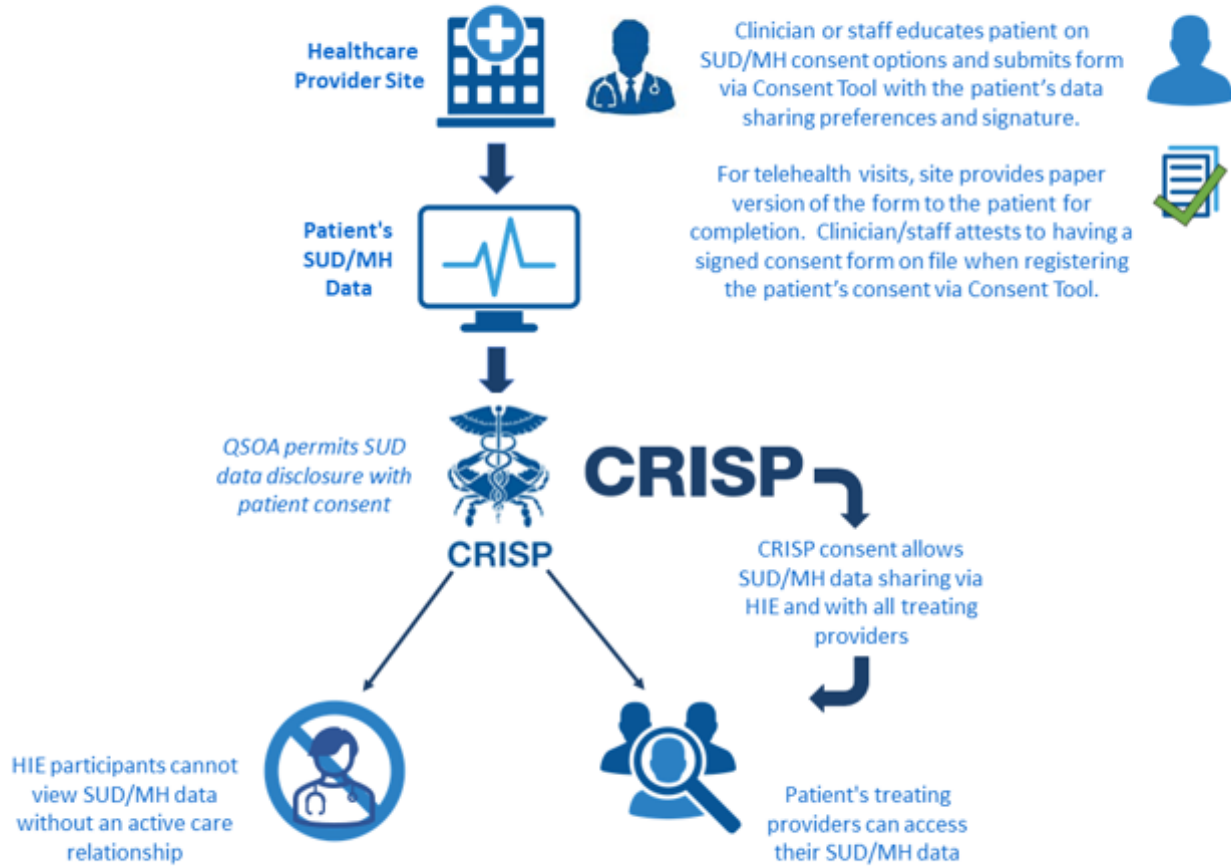 Healthcare
Provider Site
Clinician or staff educates patient on
SUD/MH consent options and submits form
via Consent Tool with the patient's data
sharing preferences and signature.
For telehealth visits, site provides paper
version of the form to the patient for
completion. Clinician/staff attests to having a
signed consent form on file when registering
the patient's consent via Consent Tool.
Patient's
SUD/MH
Data
QSOA permits SUD
data disclosure with
patient consent
CRISP
CRISP
CRISP consent allows
SUD/MH data sharing via
HIE and with all treating
providers
HIE participants cannot
view SUD/MH data
without an active care
relationship
Patient's treating
providers can access
their SUD/MH data